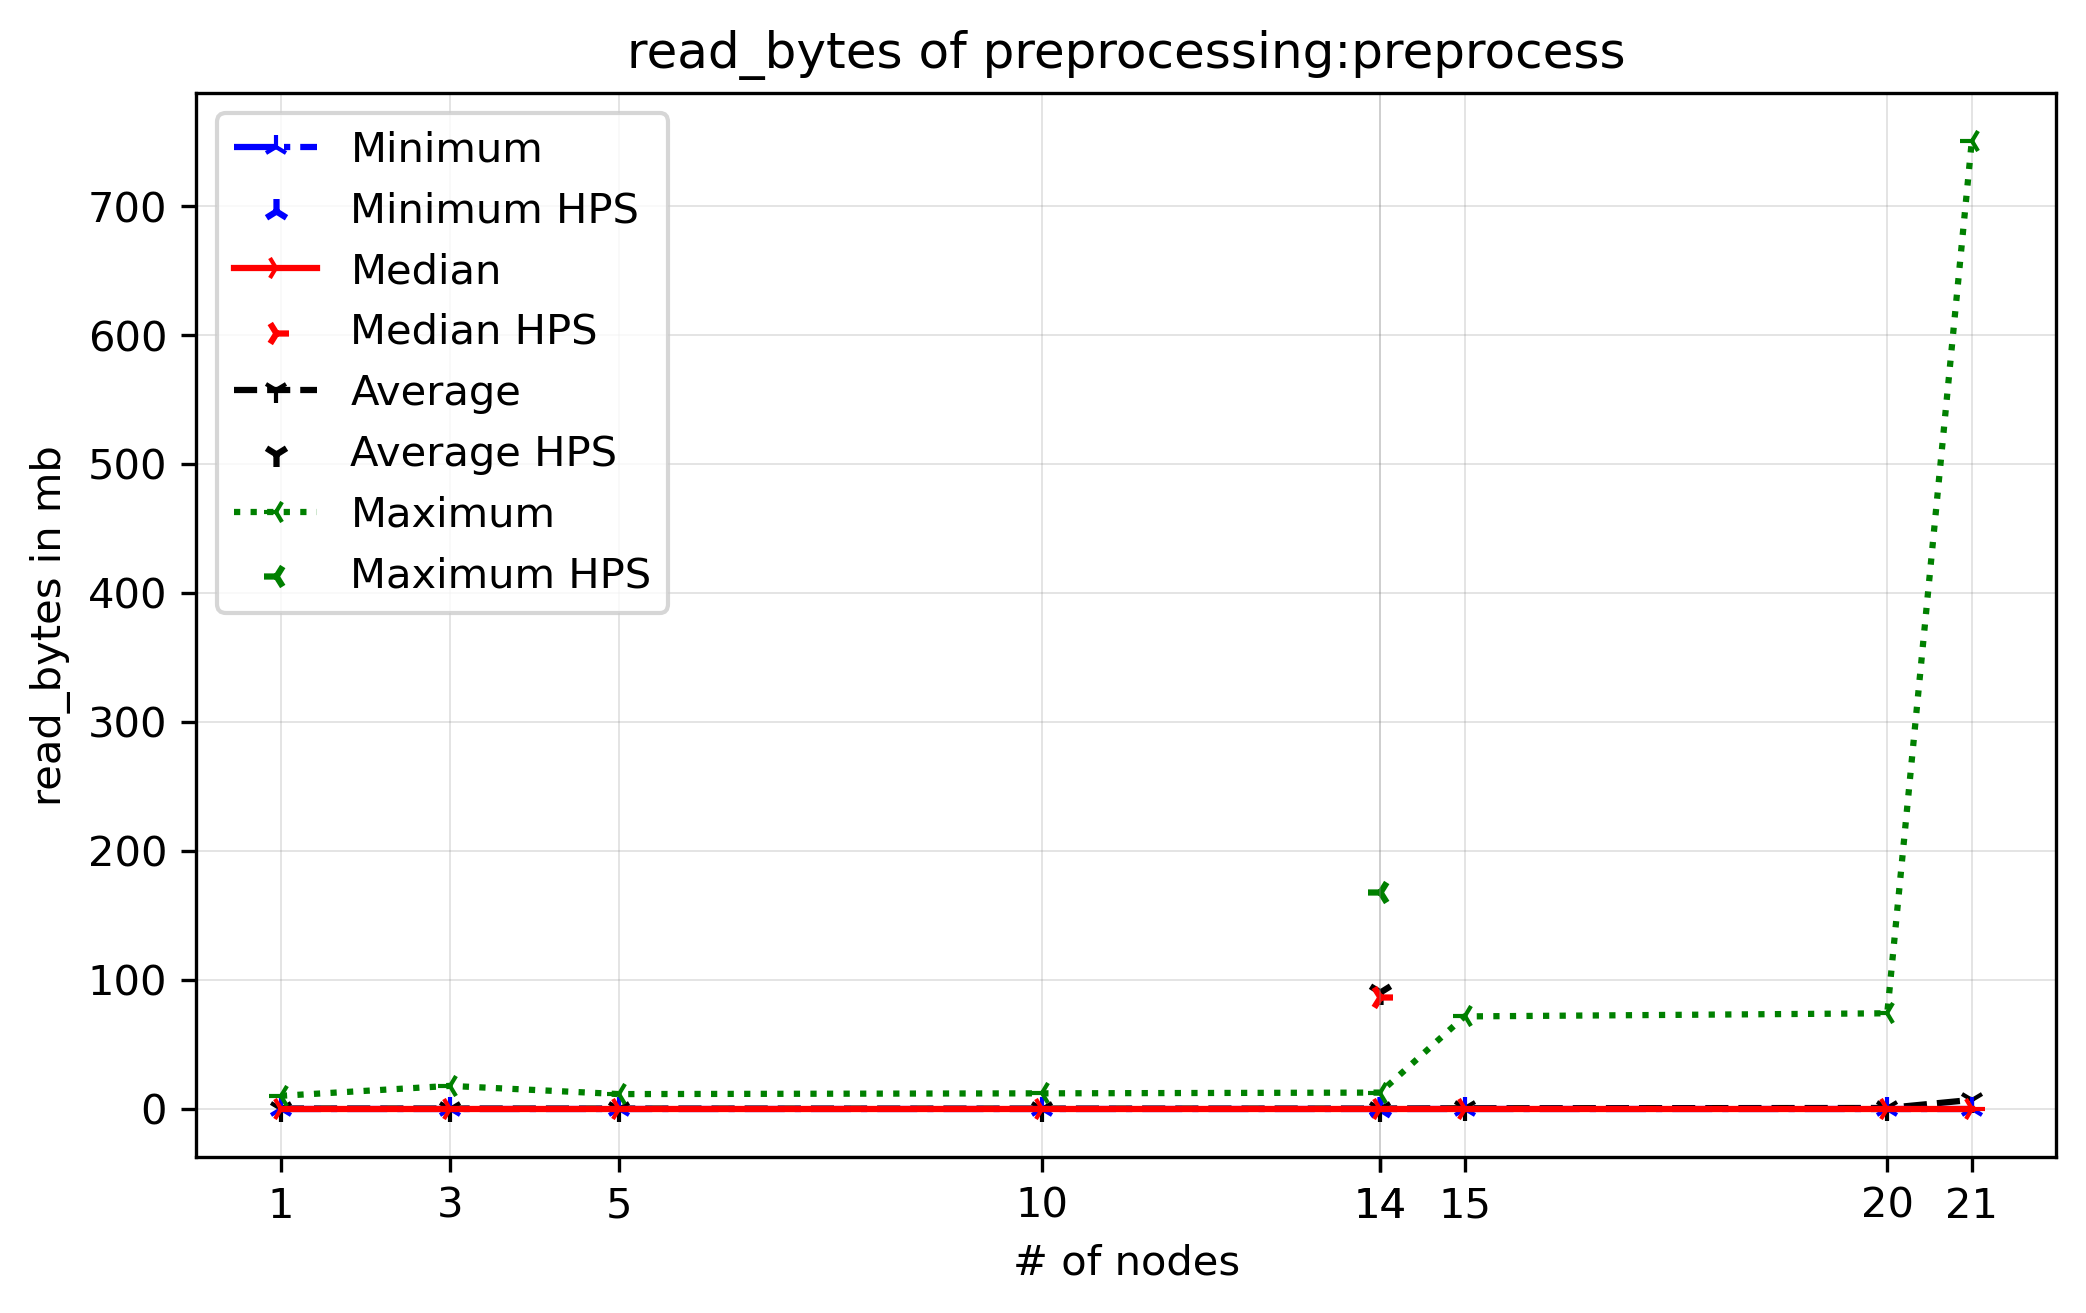 read_bytes of preprocessing:preprocess
Minimum
Minimum HPS
Median
Median HPS
Average
Average HPS
Maximum
Maximum HPS
read_bytes in mb
700
600
500
400
300
200
100
0
1 3 5 10 14 15 20 21
# of nodes